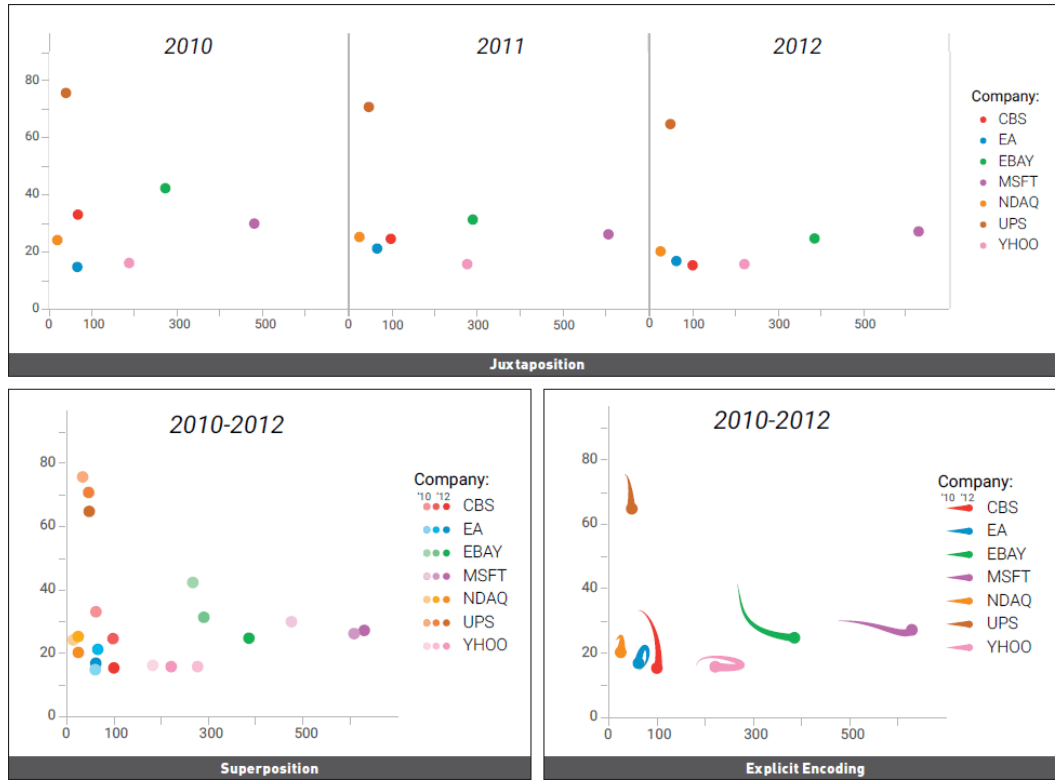 2010
2011
2012
80
60
40
20
0
0 100 300 500
0 100 300 500
0 100 300 500
Company:
CBS
EA
EBAY
MSFT
NDAQ
UPS
YHOO
Juxtaposition
2010-2012
80
60
40
20
0
0 100 300 500
Company:
'10 '12
CBS
EA
EBAY
MSFT
NDAQ
UPS
YHOO
Superposition
2010-2012
80
60
40
20
0
0 100 300 500
Company:
'10 '12
CBS
EA
EBAY
MSFT
NDAQ
UPS
YHOO
Explicit Encoding